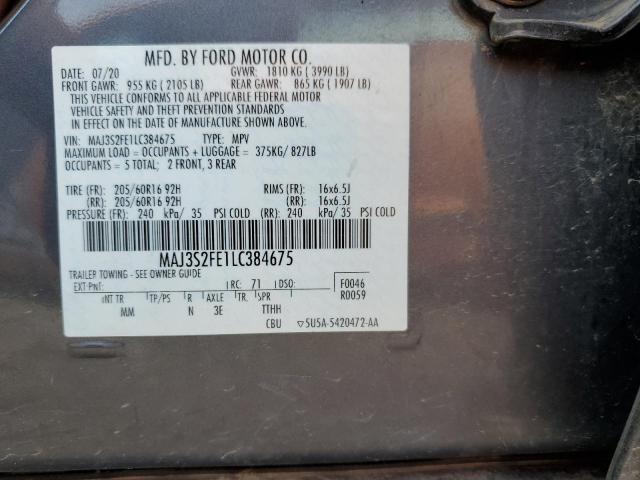 MFD. BY FORD MOTOR CO.
DATE: 07/20 GVWR: 1810 KG ( 3990 LB)
FRONT GAWR: 955 KG ( 2105 LB) REAR GAWR: 865 KG ( 1907 LB)
THIS VEHICLE CONFORMS TO ALL APPLICABLE FEDERAL MOTOR
VEHICLE SAFETY AND THEFT PREVENTION STANDARDS
IN EFFECT ON THE DATE OF MANUFACTURE SHOWN ABOVE.
VIN: MAJ3S2FE1LC384675 TYPE: MPV
MAXIMUM LOAD = OCCUPANTS + LUGGAGE = 375KG/ 827LB
OCCUPANTS = 5 TOTAL; 2 FRONT, 3 REAR
TIRE (FR): 205/60R16 92H RIMS (FR): 16x6.5J
(RR): 205/60R16 92H (RR): 16x6.5J
PRESSURE (FR): 240 kPa/ 35 PSI COLD (RR): 240 kPa/ 35 PSI COLD
MAJ3S2FE1LC384675
TRAILER TOWING - SEE OWNER GUIDE
EXT-PNT: RC: 71 DSO: F0046
INT TR TP/PS R AXLE TR SPR R0059
MM N 3E TTHH
CBU ▽5U5A-5420472-AA